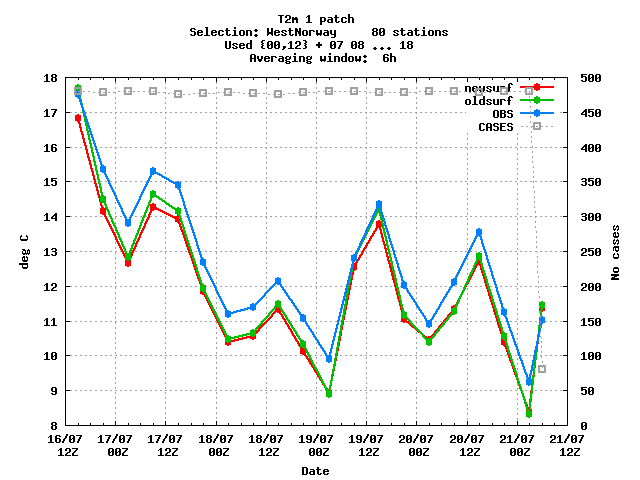 T2m 1 patch
Selection: WestNorway     80 stations
Used {00,12} + 07 08 ... 18
Averaging window:  6h
newsurf
oldsurf
OBS
CASES
deg C
18
17
16
15
14
13
12
11
10
9
8
500
450
400
350
300
250
200
150
100
50
0
No cases
16/07 17/07 17/07 18/07 18/07 19/07 19/07 20/07 20/07 21/07 21/07
12Z 00Z 12Z 00Z 12Z 00Z 12Z 00Z 12Z 00Z 12Z
Date